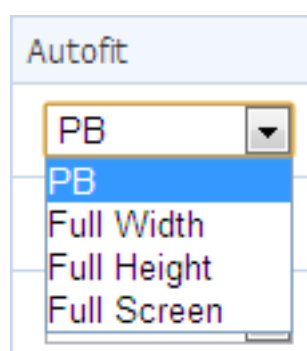 Autofit
PB
PB
Full Width
Full Height
Full Screen